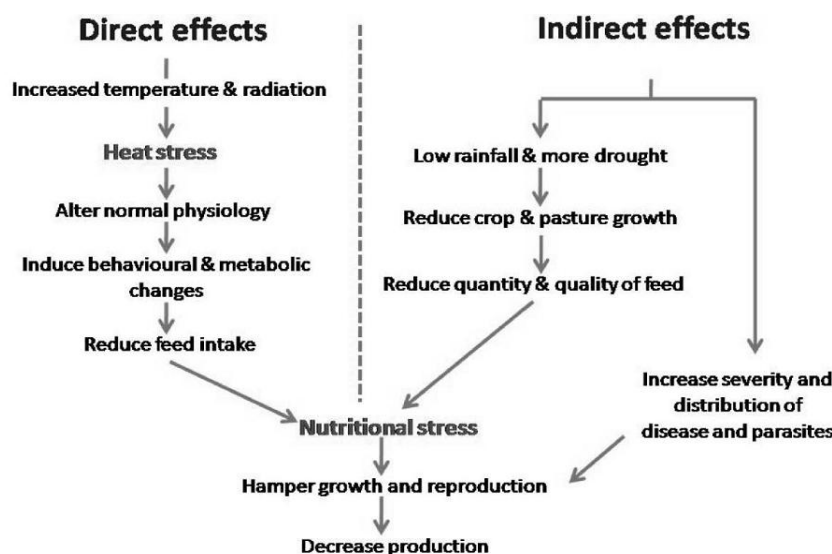 Direct effects
Increased temperature & radiation
Heat stress
Alter normal physiology
Induce behavioural & metabolic
changes
Reduce feed intake
Indirect effects
Low rainfall & more drought
Reduce crop & pasture growth
Reduce quantity & quality of feed
Increase severity and
distribution of
disease and parasites
Nutritional stress
Hamper growth and reproduction
Decrease production